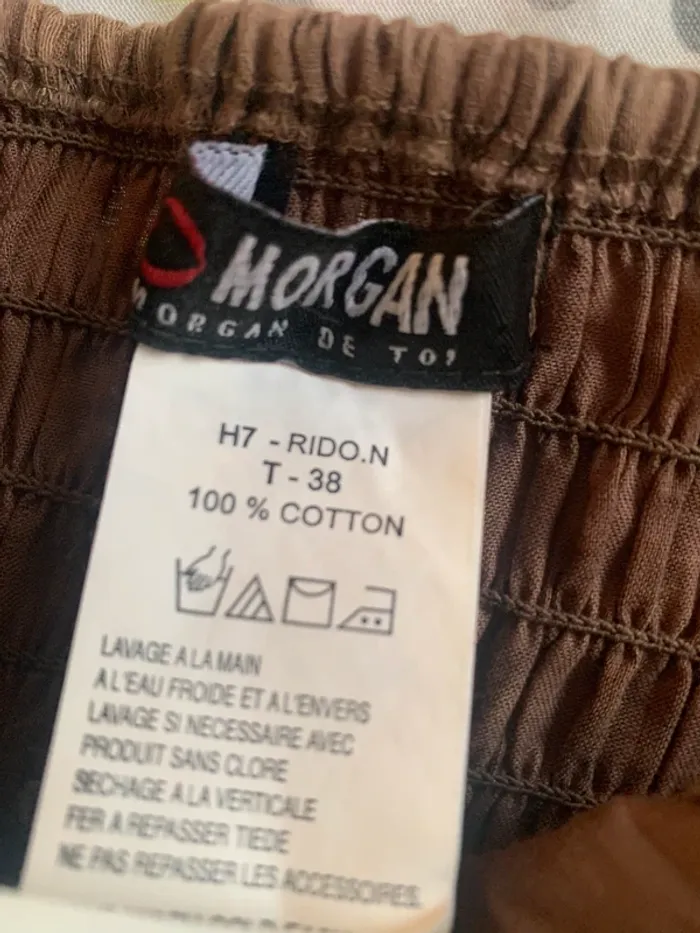 MORGAN
MORGAN DE TOI
H7 - RIDO.N
T - 38
100 % COTTON
LAVAGE A LA MAIN
A L'EAU FROIDE ET A L'ENVERS
LAVAGE SI NECESSAIRE AVEC
PRODUIT SANS CLORE
SECHAGE A LA VERTICALE
FER A REPASSER TIEDE
NE PAS REPASSER LES ACCESSOIRES.